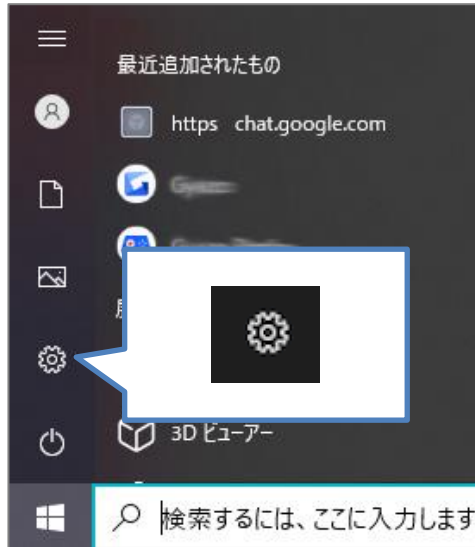 最近追加されたもの
https chat.google.com
3D ビューアー
検索するには、ここに入力します